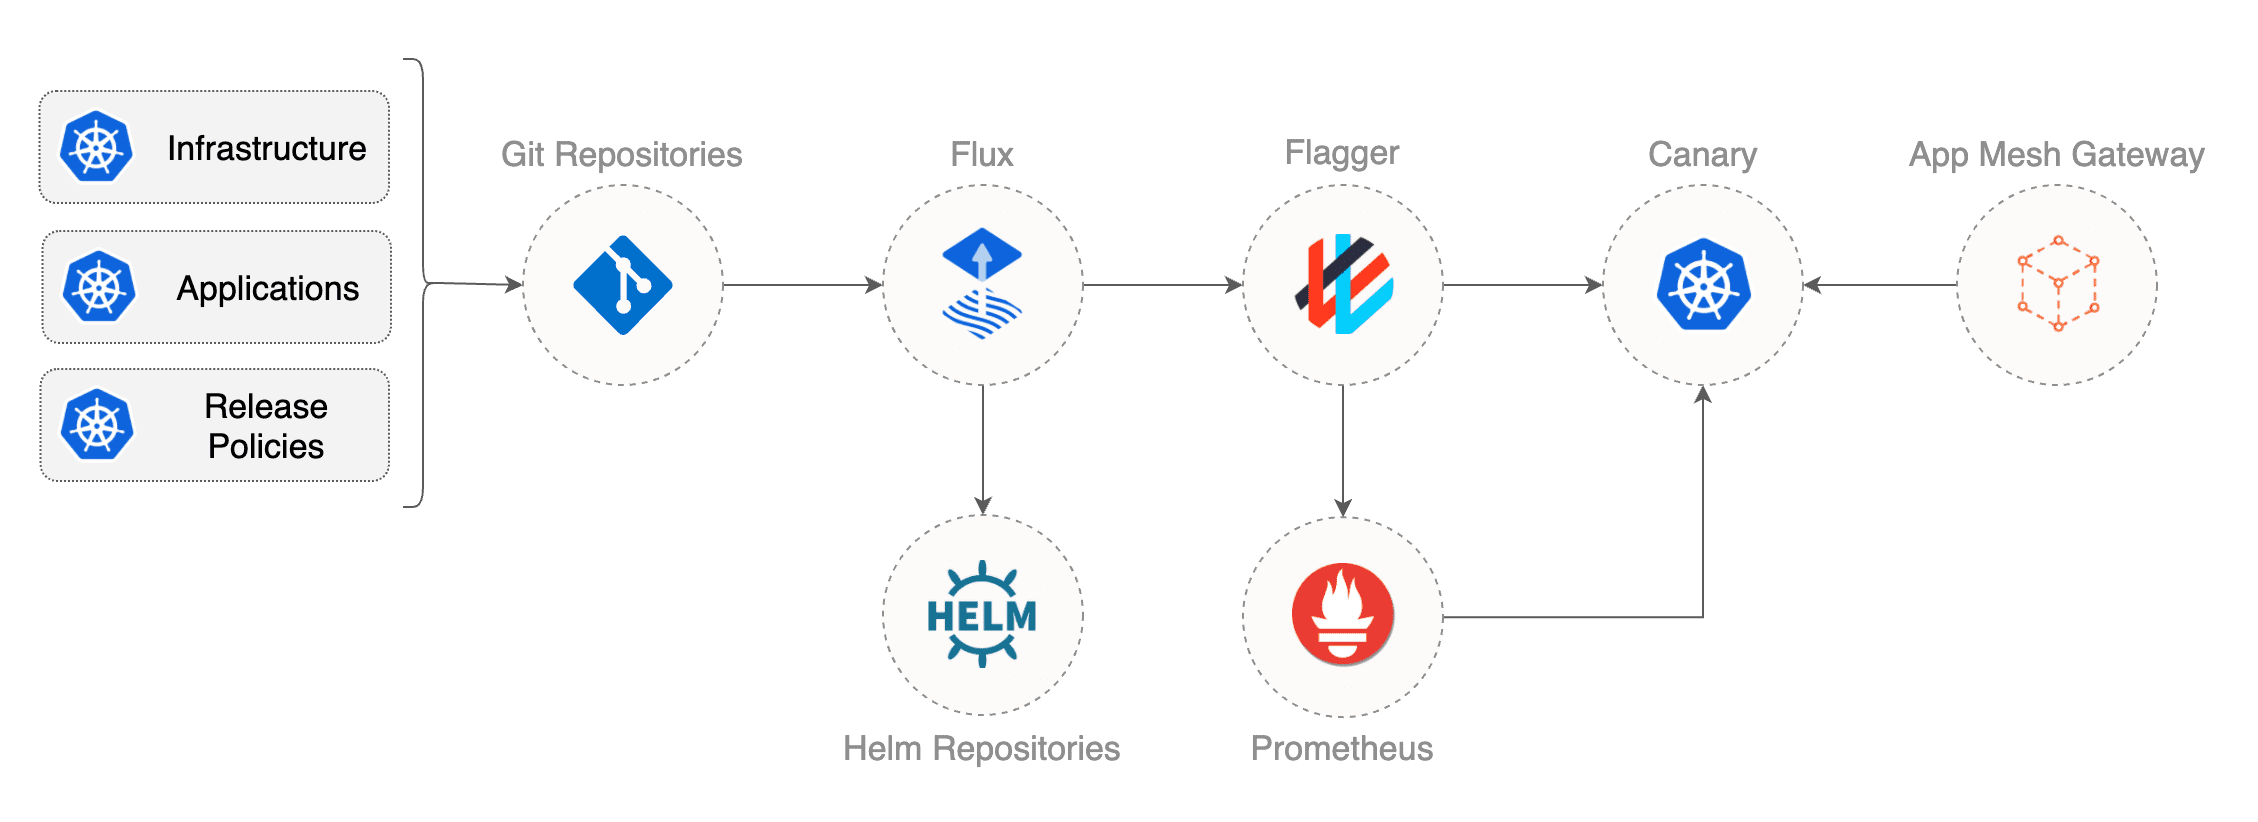 Infrastructure
Applications
Release
Policies
Git Repositories
Flux
Flagger
Canary
App Mesh Gateway
HELM
Helm Repositories
Prometheus